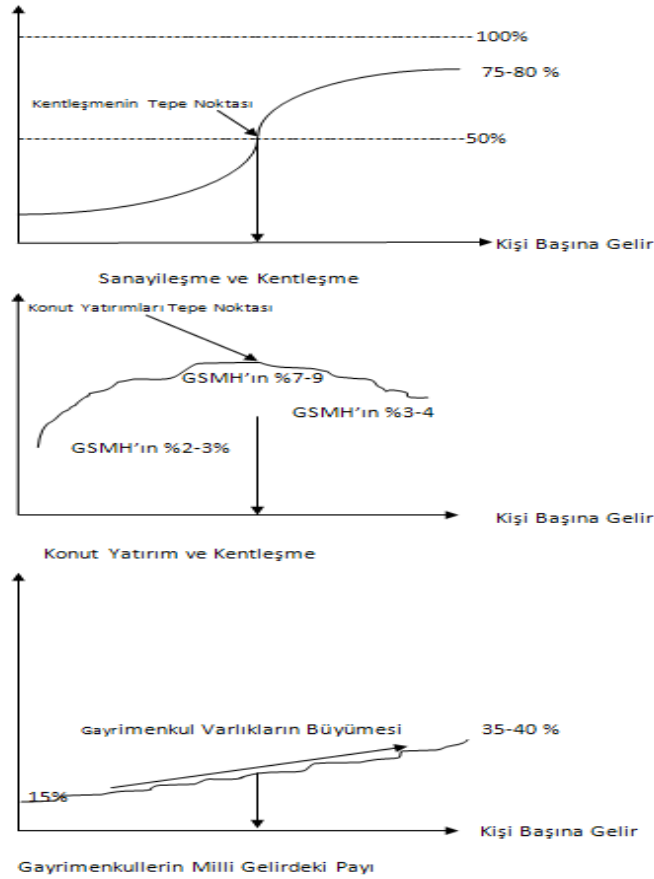 100%
75-80 %
Kentleşmenin Tepe Noktası
50%
Kişi Başına Gelir
Sanayileşme ve Kentleşme
Konut Yatırımları Tepe Noktası
GSMH'ın %7-9
GSMH'ın %3-4
GSMH'ın %2-3%
Kişi Başına Gelir
Konut Yatırım ve Kentleşme
Gayrimenkul Varlıkların Büyümesi
35-40 %
15%
Kişi Başına Gelir
Gayrimenkullerin Milli Gelirdeki Payı